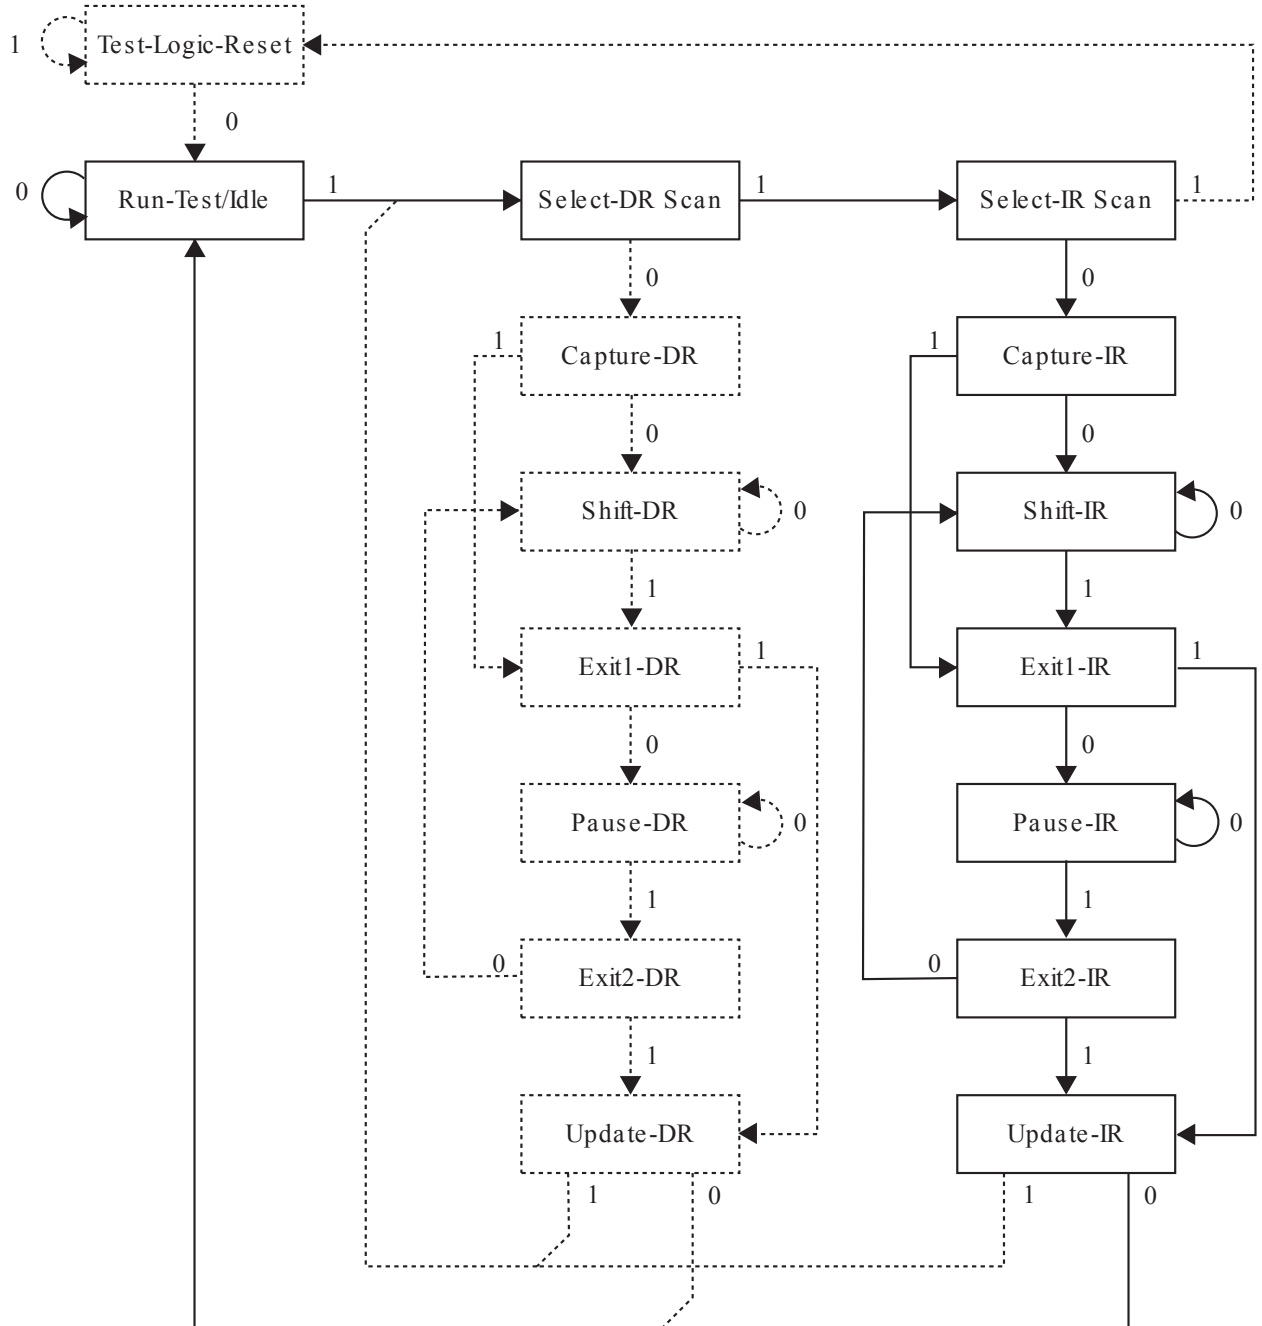 1
Test-Logic-Reset
0
0
Run-Test/Idle
1
Select-DR Scan
1
Select-IR Scan
1
0
0
1
Capture-DR
1
Capture-IR
0
0
Shift-DR
0
Shift-IR
0
1
1
Exit1-DR
1
Exit1-IR
1
0
0
Pause-DR
0
Pause-IR
0
1
1
0
Exit2-DR
0
Exit2-IR
1
1
Update-DR
Update-IR
1
0
1
0